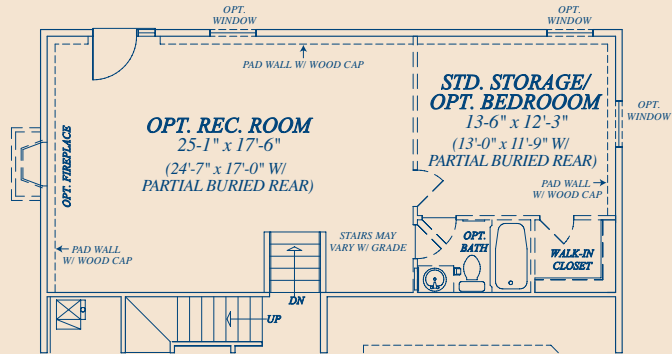 OPT.
WINDOW
OPT.
WINDOW
PAD WALL W/ WOOD CAP
STD. STORAGE/
OPT. BEDROOOM
13-6" x 12'-3"
(13'-0" x 11'-9" W/
PARTIAL BURIED REAR)
OPT.
WINDOW
OPT. REC. ROOM
25-1" x 17'-6"
(24'-7" x 17'-0" W/
PARTIAL BURIED REAR)
OPT. FIREPLACE
PAD WALL
W/ WOOD CAP
PAD WALL
W/ WOOD CAP
STAIRS MAY
VARY W/ GRADE
OPT.
BATH
WALK-IN
CLOSET
DN
UP